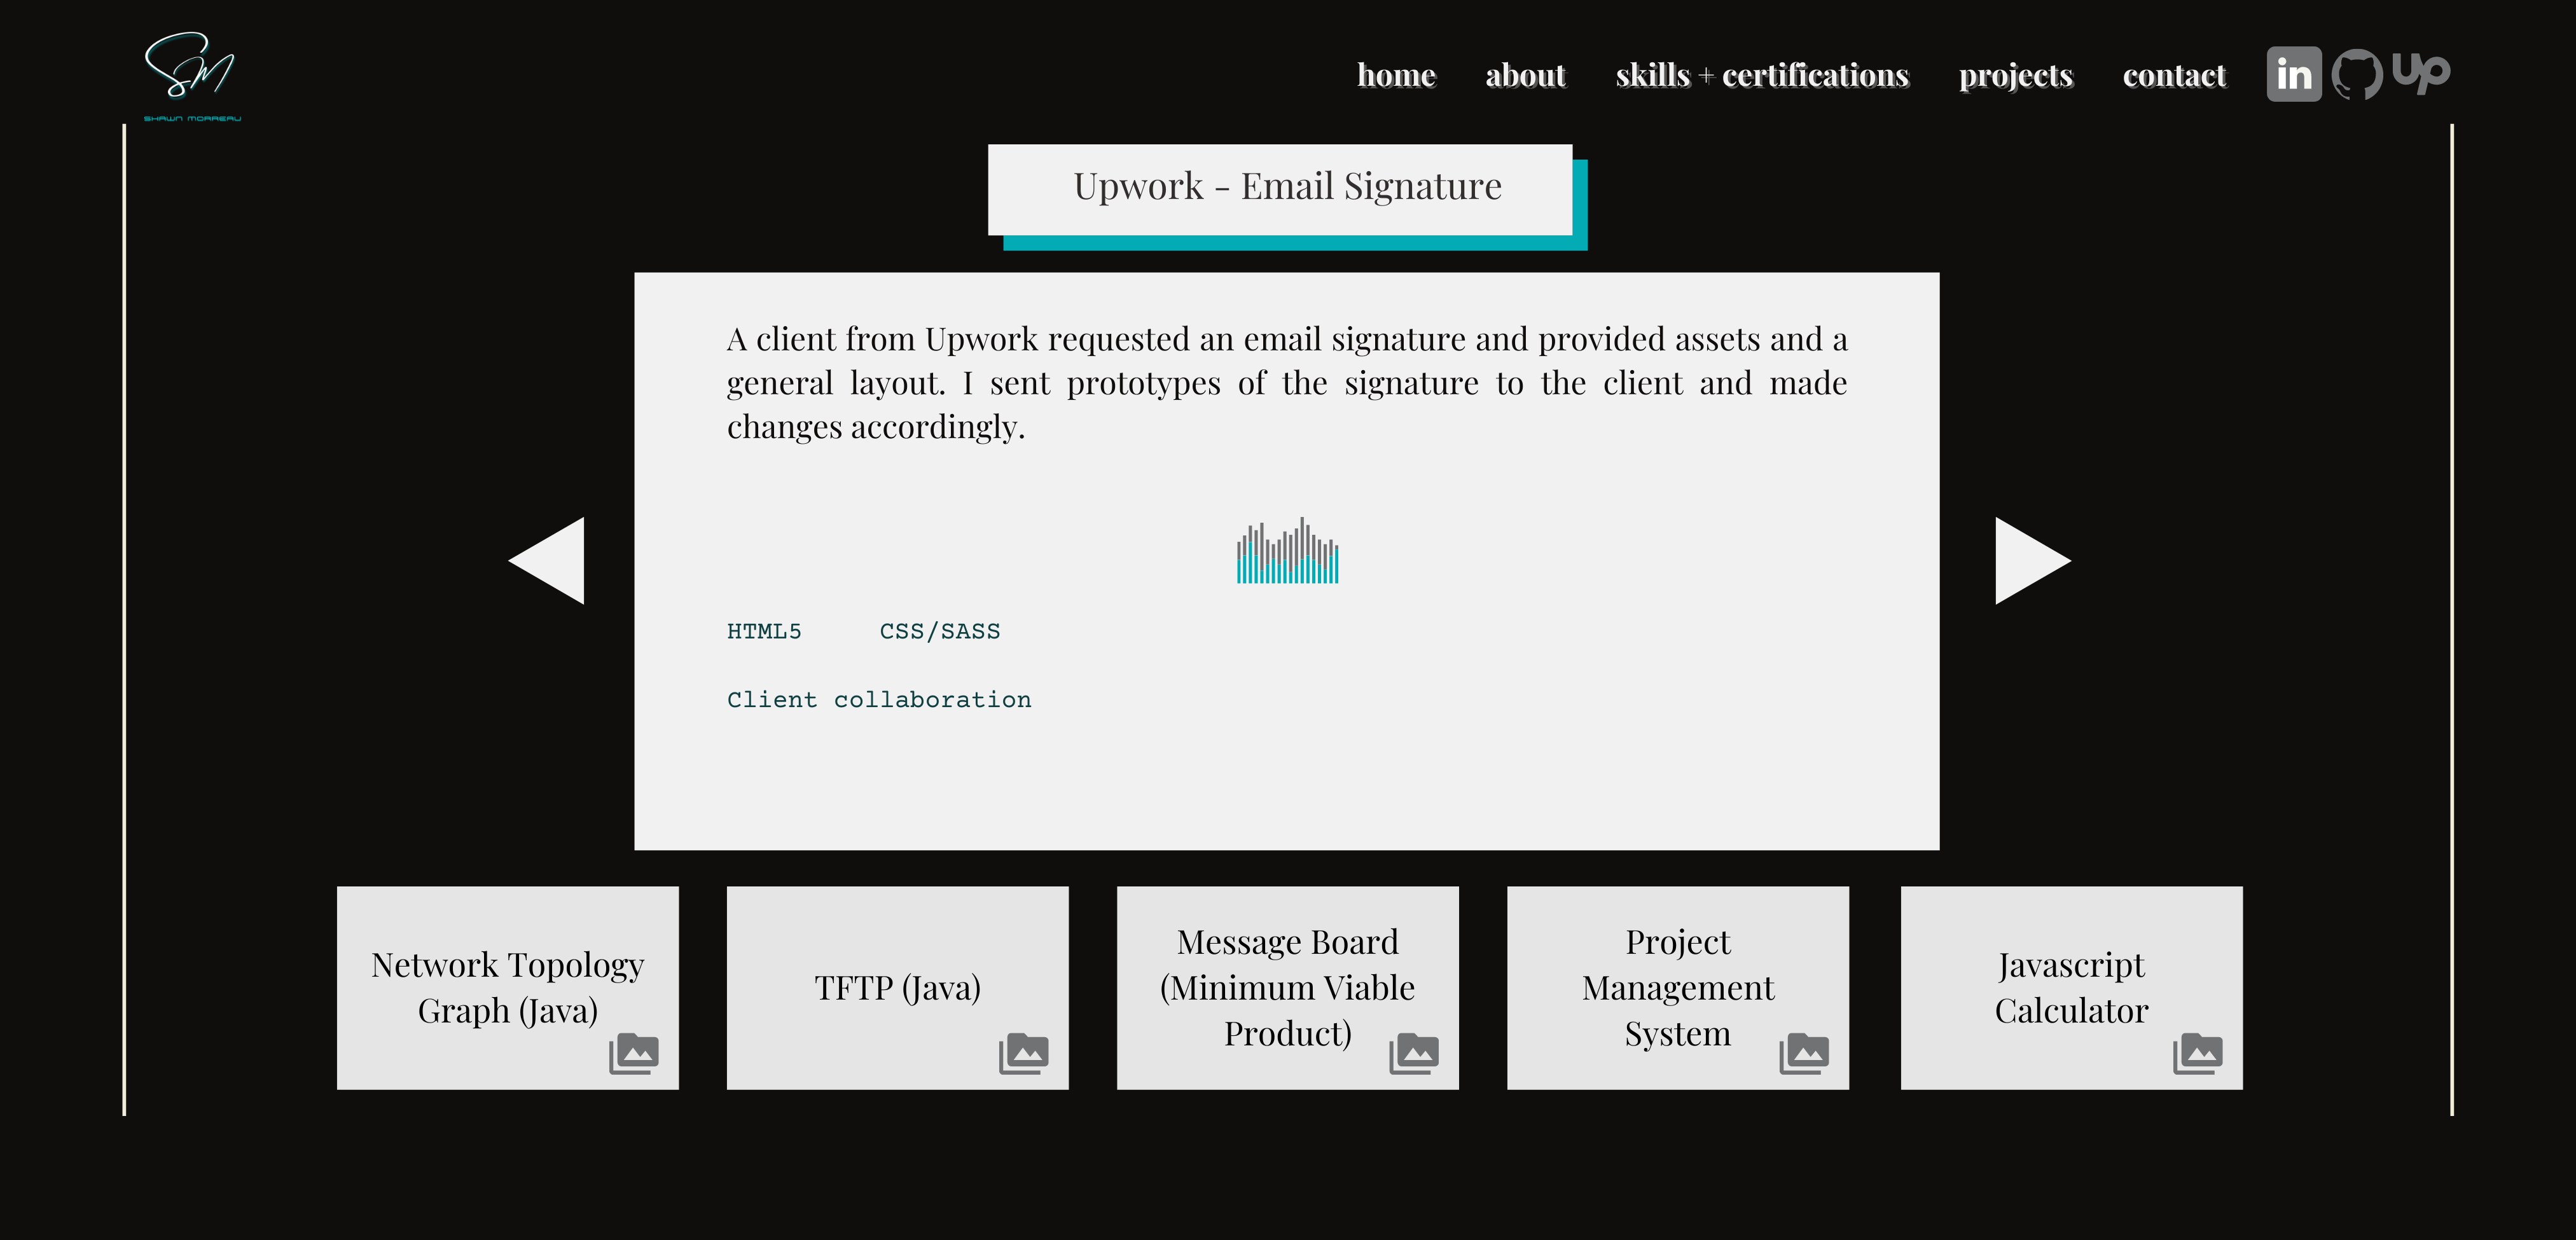 SM
SHAWN MORREAU
home about skills + certifications projects contact in up
Upwork - Email Signature
A client from Upwork requested an email signature and provided assets and a
general layout. I sent prototypes of the signature to the client and made
changes accordingly.
HTML5 CSS/SASS
Client collaboration
Network Topology
Graph (Java)
TFTP (Java)
Message Board
(Minimum Viable
Product)
Project
Management
System
Javascript
Calculator